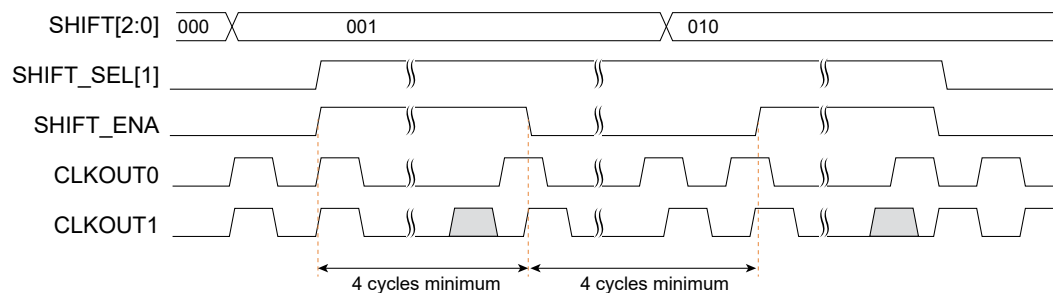 SHIFT[2:0] 000 001 010
SHIFT_SEL[1]
SHIFT_ENA
CLKOUT0
CLKOUT1
4 cycles minimum 4 cycles minimum